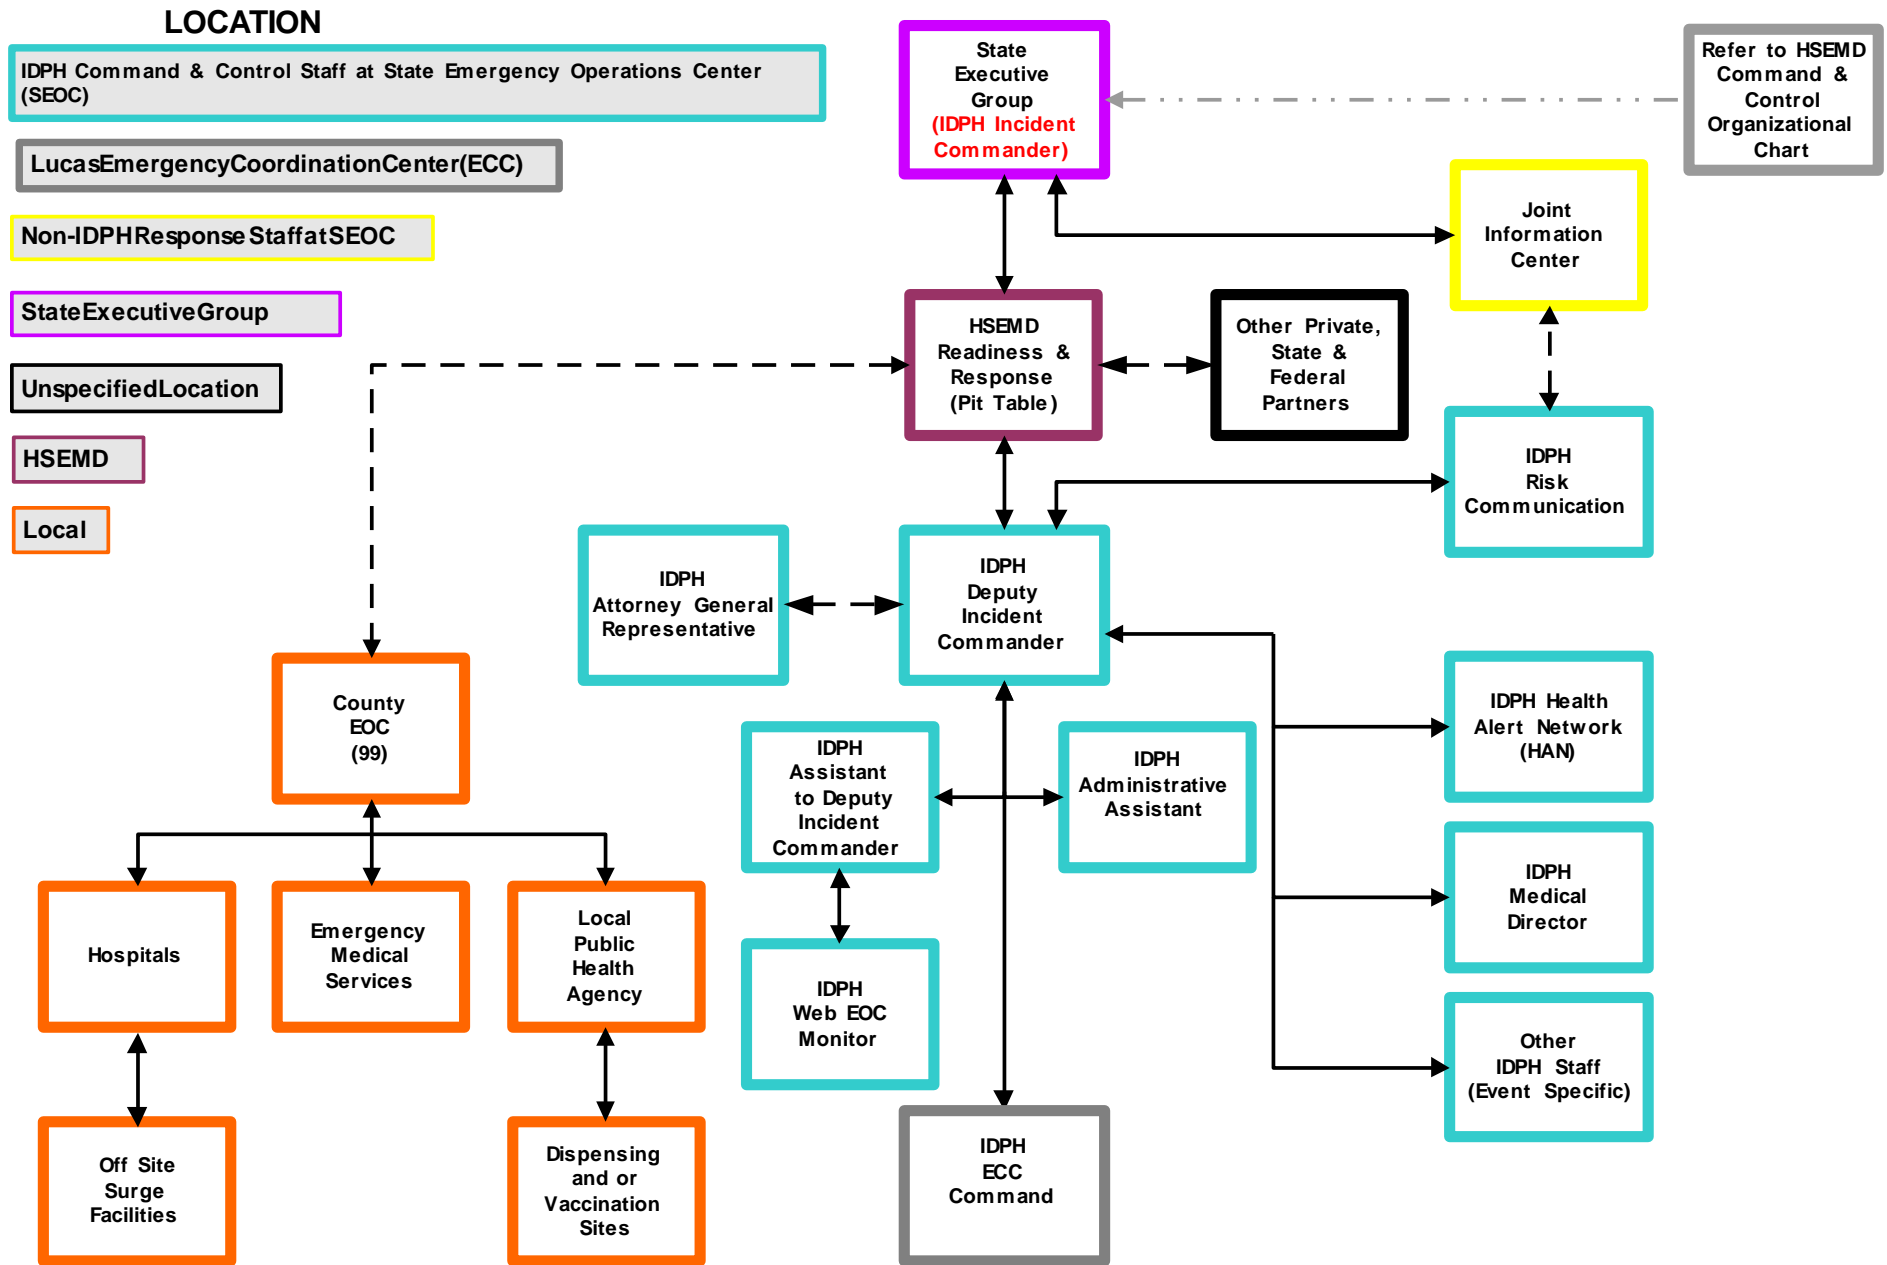 LOCATION
IDPH Command & Control Staff at State Emergency Operations Center
(SEOC)
LucasEmergencyCoordinationCenter(ECC)
Non-IDPHResponseStaffatSEOC
StateExecutiveGroup
UnspecifiedLocation
HSEMD
Local
State
Executive
Group
(IDPH Incident
Commander)
Refer to HSEMD
Command &
Control
Organizational
Chart
Joint
Information
Center
HSEMD
Readiness &
Response
(Pit Table)
Other Private,
State &
Federal
Partners
IDPH
Risk
Communication
IDPH
Attorney General
Representative
IDPH
Deputy
Incident
Commander
County
EOC
(99)
IDPH
Assistant
to Deputy
Incident
Commander
IDPH
Administrative
Assistant
IDPH Health
Alert Network
(HAN)
Hospitals
Emergency
Medical
Services
Local
Public
Health
Agency
IDPH
Web EOC
Monitor
IDPH
Medical
Director
Other
IDPH Staff
(Event Specific)
Off Site
Surge
Facilities
Dispensing
and or
Vaccination
Sites
IDPH
ECC
Command